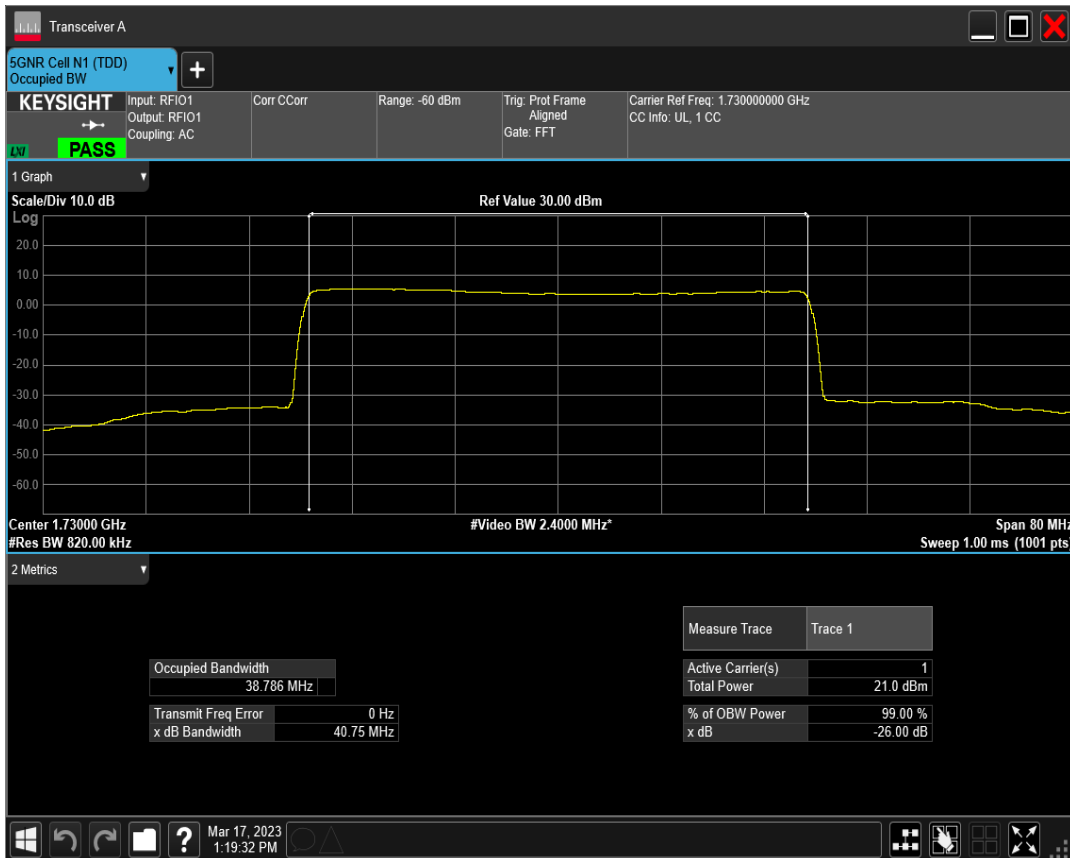 Transceiver A
5GNR Cell N1 (TDD)
Occupied BW
+
KEYSIGHT
LXI
PASS
Input: RFIO1
Output: RFIO1
Coupling: AC
Corr CCorr
Range: -60 dBm
Trig: Prot Frame
Aligned
Gate: FFT
Carrier Ref Freq: 1.730000000 GHz
CC Info: UL, 1 CC
1 Graph
Scale/Div 10.0 dB
Ref Value 30.00 dBm
Log
20.0
10.0
0.00
-10.0
-20.0
-30.0
-40.0
-50.0
-60.0
Center 1.73000 GHz
#Video BW 2.4000 MHz*
Span 80 MHz
#Res BW 820.00 kHz
Sweep 1.00 ms (1001 pts)
2 Metrics
Measure Trace Trace 1
Occupied Bandwidth
38.786 MHz
Transmit Freq Error 0 Hz
x dB Bandwidth 40.75 MHz
Active Carrier(s) 1
Total Power 21.0 dBm
% of OBW Power 99.00 %
x dB -26.00 dB
?
Mar 17, 2023
1:19:32 PM